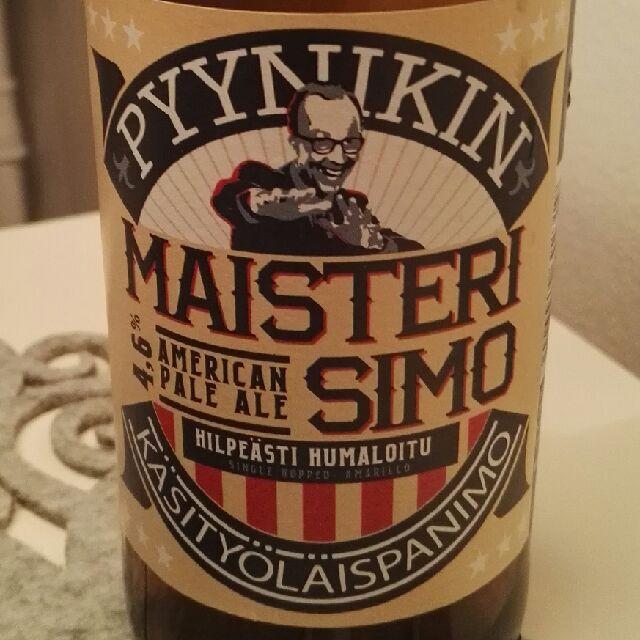 PYYNIKIN
MAISTERI
SIMO
4,6%
AMERICAN
PALE ALE
HILPEÄSTI HUMALOITU
SINGLE HOPPED AMARILLO
KÄSITYÖLÄISPANIMO